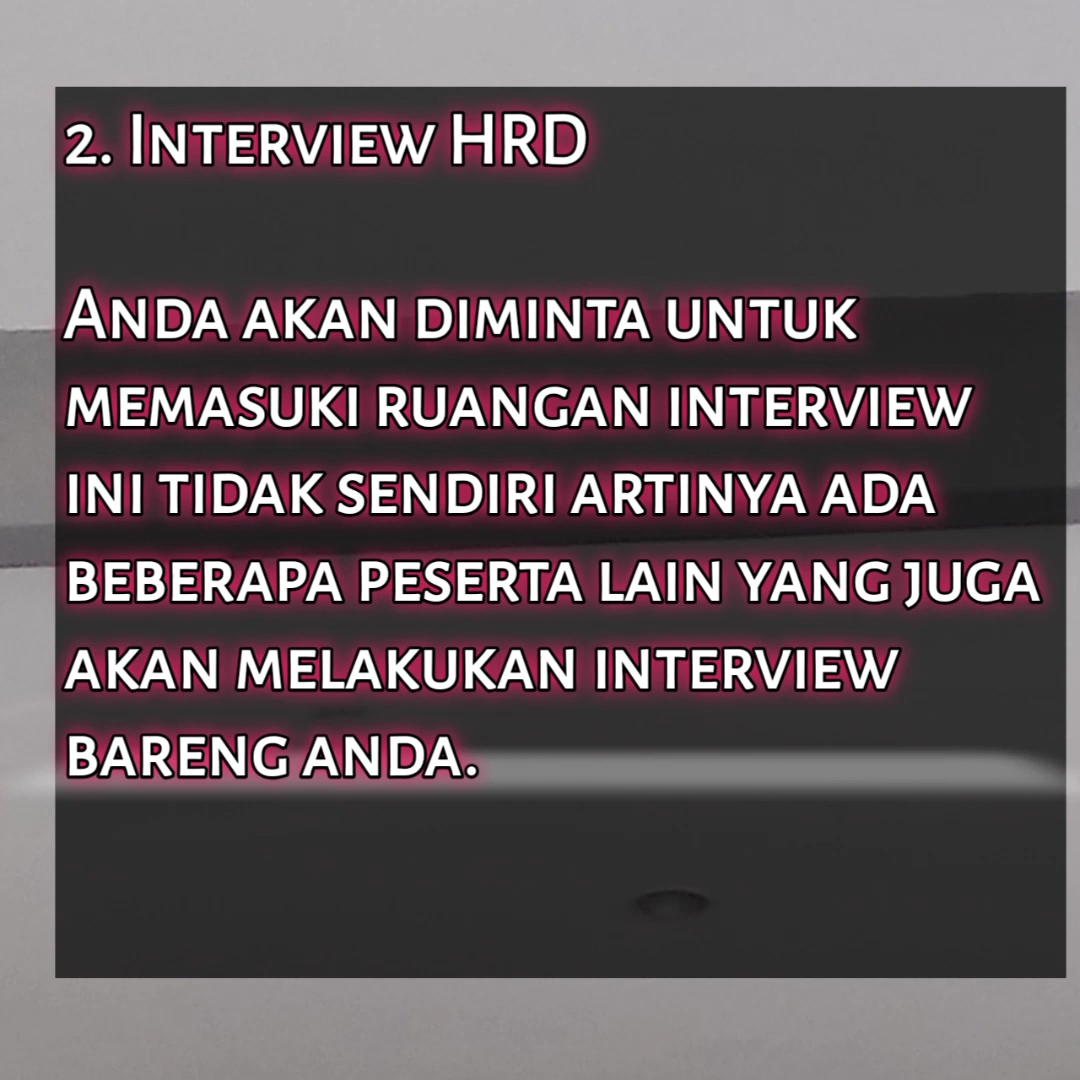 2. Interview HRD
Anda akan diminta untuk
memasuki ruangan interview
ini tidak sendiri artinya ada
beberapa peserta lain yang juga
akan melakukan interview
bareng anda.